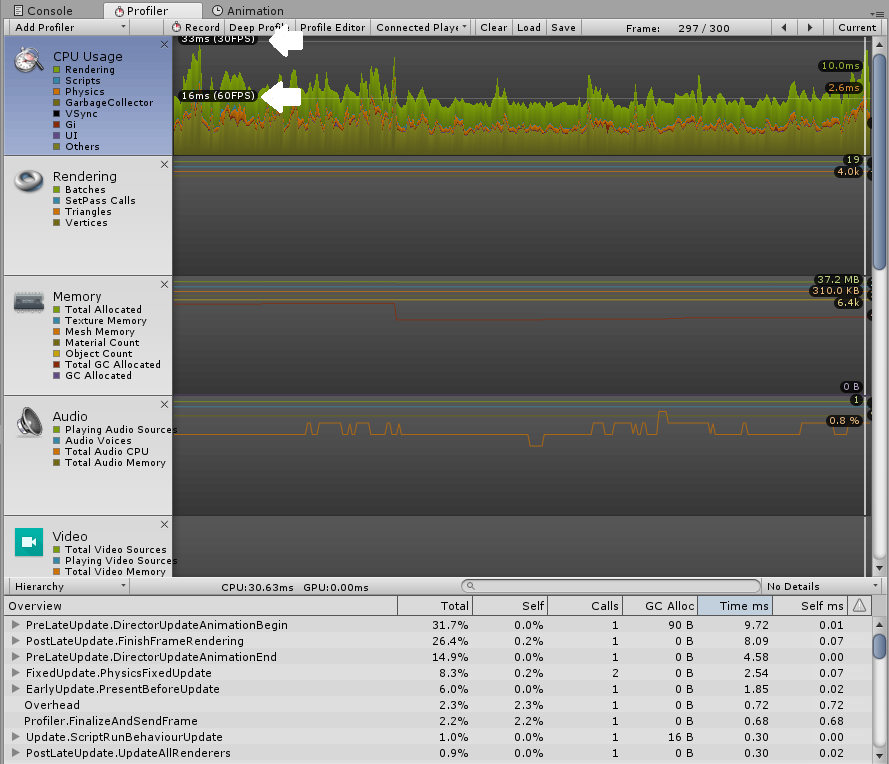 Console Profiler Animation
Add Profiler Record Deep Profile Profile Editor Connected Playe Clear Load Save Frame: 297 / 300 Current
CPU Usage
Rendering
Scripts
Physics
GarbageCollector
VSync
Gi
UI
Others
33ms (30FPS)
16ms (60FPS)
10.0ms
2.6ms
Rendering
Batches
SetPass Calls
Triangles
Vertices
19
4.0k
Memory
Total Allocated
Texture Memory
Mesh Memory
Material Count
Object Count
Total GC Allocated
GC Allocated
37.2 MB
310.0 KB
6.4k
0 B
Audio
Playing Audio Sources
Audio Voices
Total Audio CPU
Total Audio Memory
1
0.8 %
Video
Total Video Sources
Playing Video Sources
Total Video Memory
Hierarchy CPU:30.63ms GPU:0.00ms No Details
Overview Total Self Calls GC Alloc Time ms Self ms
PreLateUpdate.DirectorUpdateAnimationBegin 31.7% 0.0% 1 90 B 9.72 0.01
PostLateUpdate.FinishFrameRendering 26.4% 0.2% 1 0 B 8.09 0.07
PreLateUpdate.DirectorUpdateAnimationEnd 14.9% 0.0% 1 0 B 4.58 0.00
FixedUpdate.PhysicsFixedUpdate 8.3% 0.2% 2 0 B 2.54 0.07
EarlyUpdate.PresentBeforeUpdate 6.0% 0.0% 1 0 B 1.85 0.02
Overhead 2.3% 2.3% 1 0 B 0.72 0.72
Profiler.FinalizeAndSendFrame 2.2% 2.2% 1 0 B 0.68 0.68
Update.ScriptRunBehaviourUpdate 1.0% 0.0% 1 16 B 0.30 0.00
PostLateUpdate.UpdateAllRenderers 0.9% 0.0% 1 0 B 0.30 0.02